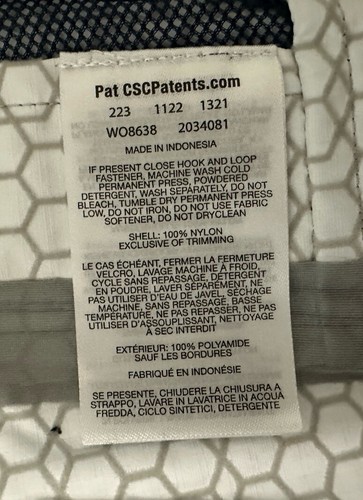 Pat CSCPatents.com
223 1122 1321
WO8638 2034081
MADE IN INDONESIA
IF PRESENT CLOSE HOOK AND LOOP
FASTENER, MACHINE WASH COLD
PERMANENT PRESS, POWDERED
DETERGENT, WASH SEPARATELY, DO NOT
BLEACH, TUMBLE DRY PERMANENT PRESS
LOW, DO NOT IRON, DO NOT USE FABRIC
SOFTENER, DO NOT DRYCLEAN
SHELL: 100% NYLON
EXCLUSIVE OF TRIMMING
LE CAS ÉCHÉANT, FERMER LA FERMETURE
VELCRO, LAVAGE MACHINE À FROID,
CYCLE SANS REPASSAGE, DÉTERGENT
EN POUDRE, LAVER SÉPARÉMENT, NE
PAS UTILISER D'EAU DE JAVEL, SÉCHAGE
MACHINE, SANS REPASSAGE, BASSE
TEMPÉRATURE, NE PAS REPASSER, NE PAS
UTILISER D'ASSOUPLISSANT, NETTOYAGE
À SEC INTERDIT
EXTÉRIEUR: 100% POLYAMIDE
SAUF LES BORDURES
FABRIQUÉ EN INDONÉSIE
SE PRESENTE, CHIUDERE LA CHIUSURA A
STRAPPO, LAVARE IN LAVATRICE IN ACQUA
FREDDA, CICLO SINTETICI, DETERGENTE